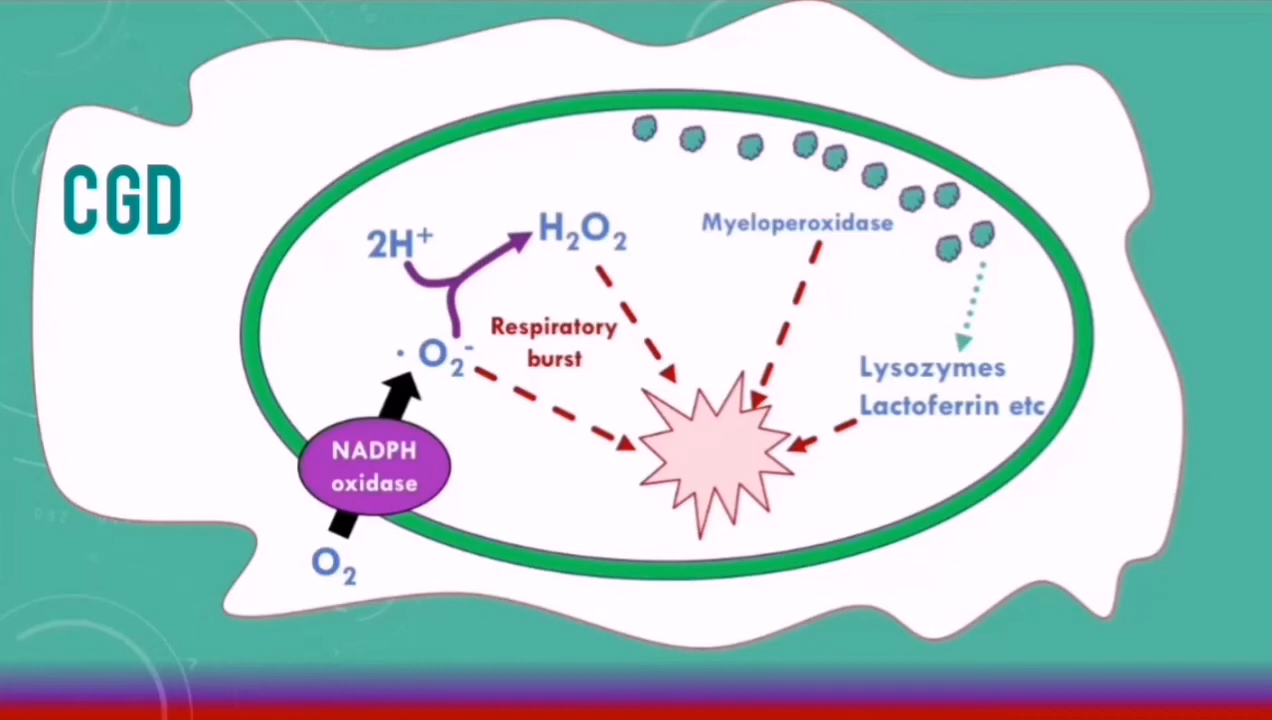 CGD
2H⁺
H₂O₂
Myeloperoxidase
Respiratory
burst
· O₂⁻
Lysozymes
Lactoferrin etc
NADPH
oxidase
O₂